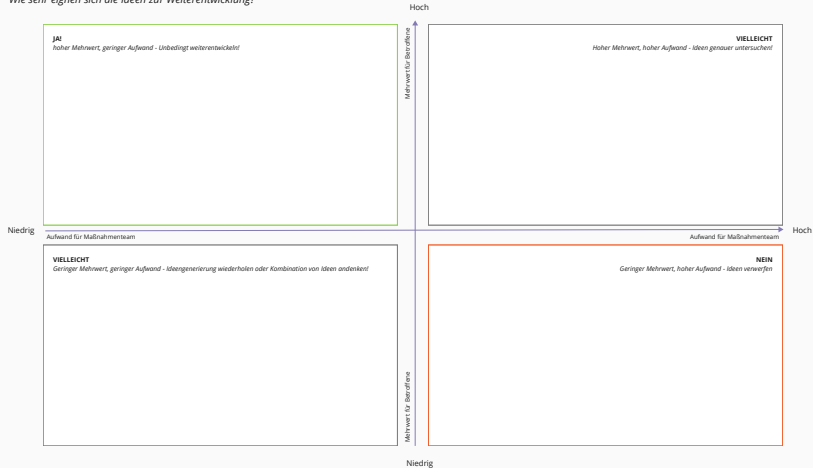 Wie sehr eignen sich die Ideen zur Weiterentwicklung?
Hoch
JA!
hoher Mehrwert, geringer Aufwand - Unbedingt weiterentwickeln!
Mehrwert für Betroffene
VIELLEICHT
Hoher Mehrwert, hoher Aufwand - Ideen genauer untersuchen!
Niedrig
Hoch
Aufwand für Maßnahmenteam
Aufwand für Maßnahmenteam
VIELLEICHT
Geringer Mehrwert, geringer Aufwand - Ideengenerierung wiederholen oder Kombination von Ideen andenken!
NEIN
Geringer Mehrwert, hoher Aufwand - Ideen verwerfen
Mehrwert für Betroffene
Niedrig